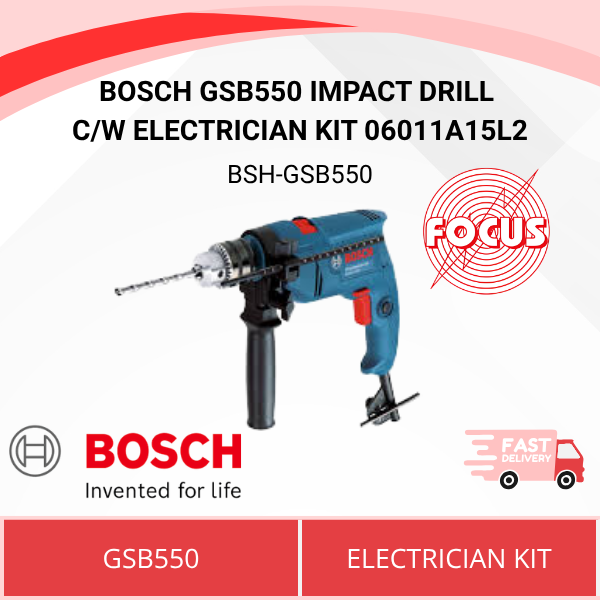 BOSCH GSB550 IMPACT DRILL
C/W ELECTRICIAN KIT 06011A15L2
BSH-GSB550
FOCUS
BOSCH
BOSCH
Invented for life
FAST
DELIVERY
GSB550
ELECTRICIAN KIT